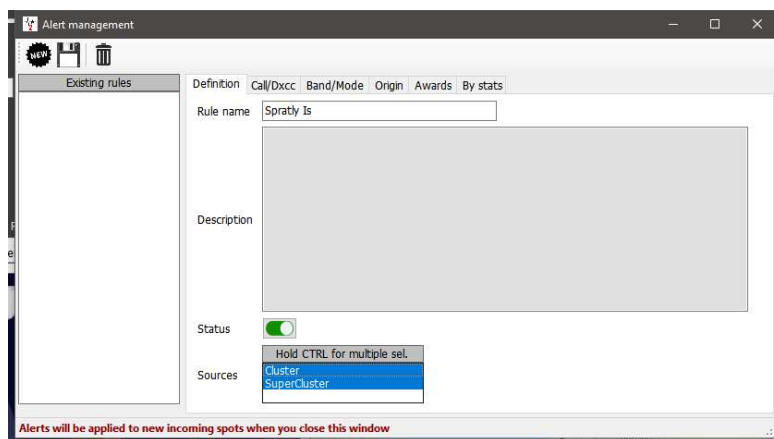 Alert management
NEW
Existing rules
Definition Call/Dxcc Band/Mode Origin Awards By stats
Rule name Spratly Is
Description
Status
Hold CTRL for multiple sel.
Sources
Cluster
SuperCluster
Alerts will be applied to new incoming spots when you close this window